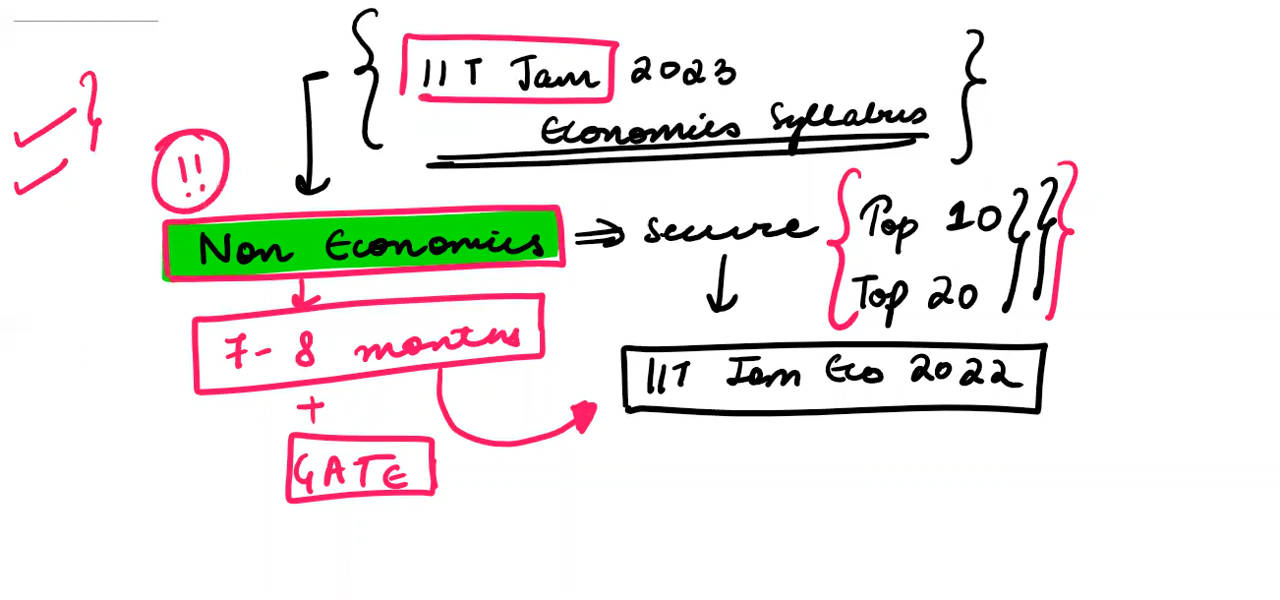 IIT Jam 2023
Economics Syllabus
!!
Non Economics ⇒ secure { Top 10
Top 20 }
7-8 months
IIT Jam Eco 2022
+
GATE